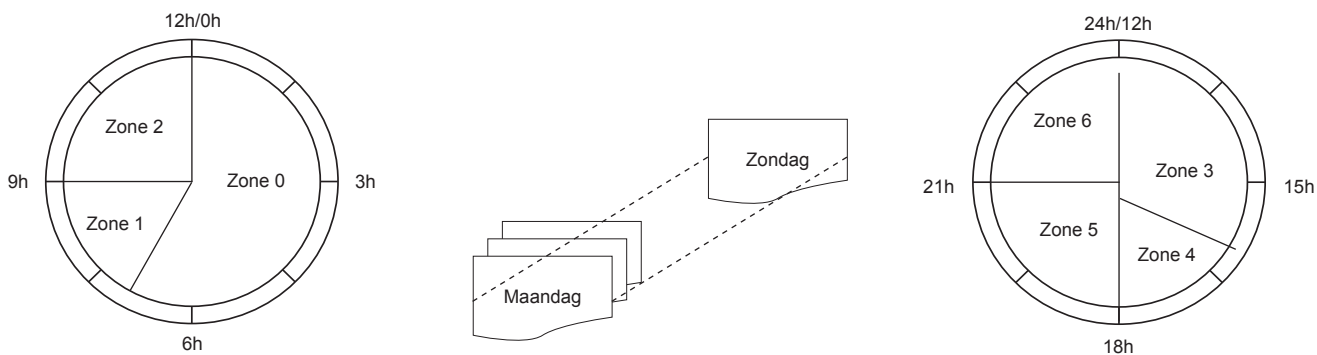 12h/0h
Zone 2
Zone 0
9h
3h
Zone 1
6h
Zondag
Maandag
24h/12h
Zone 6
Zone 3
21h
15h
Zone 5
Zone 4
18h